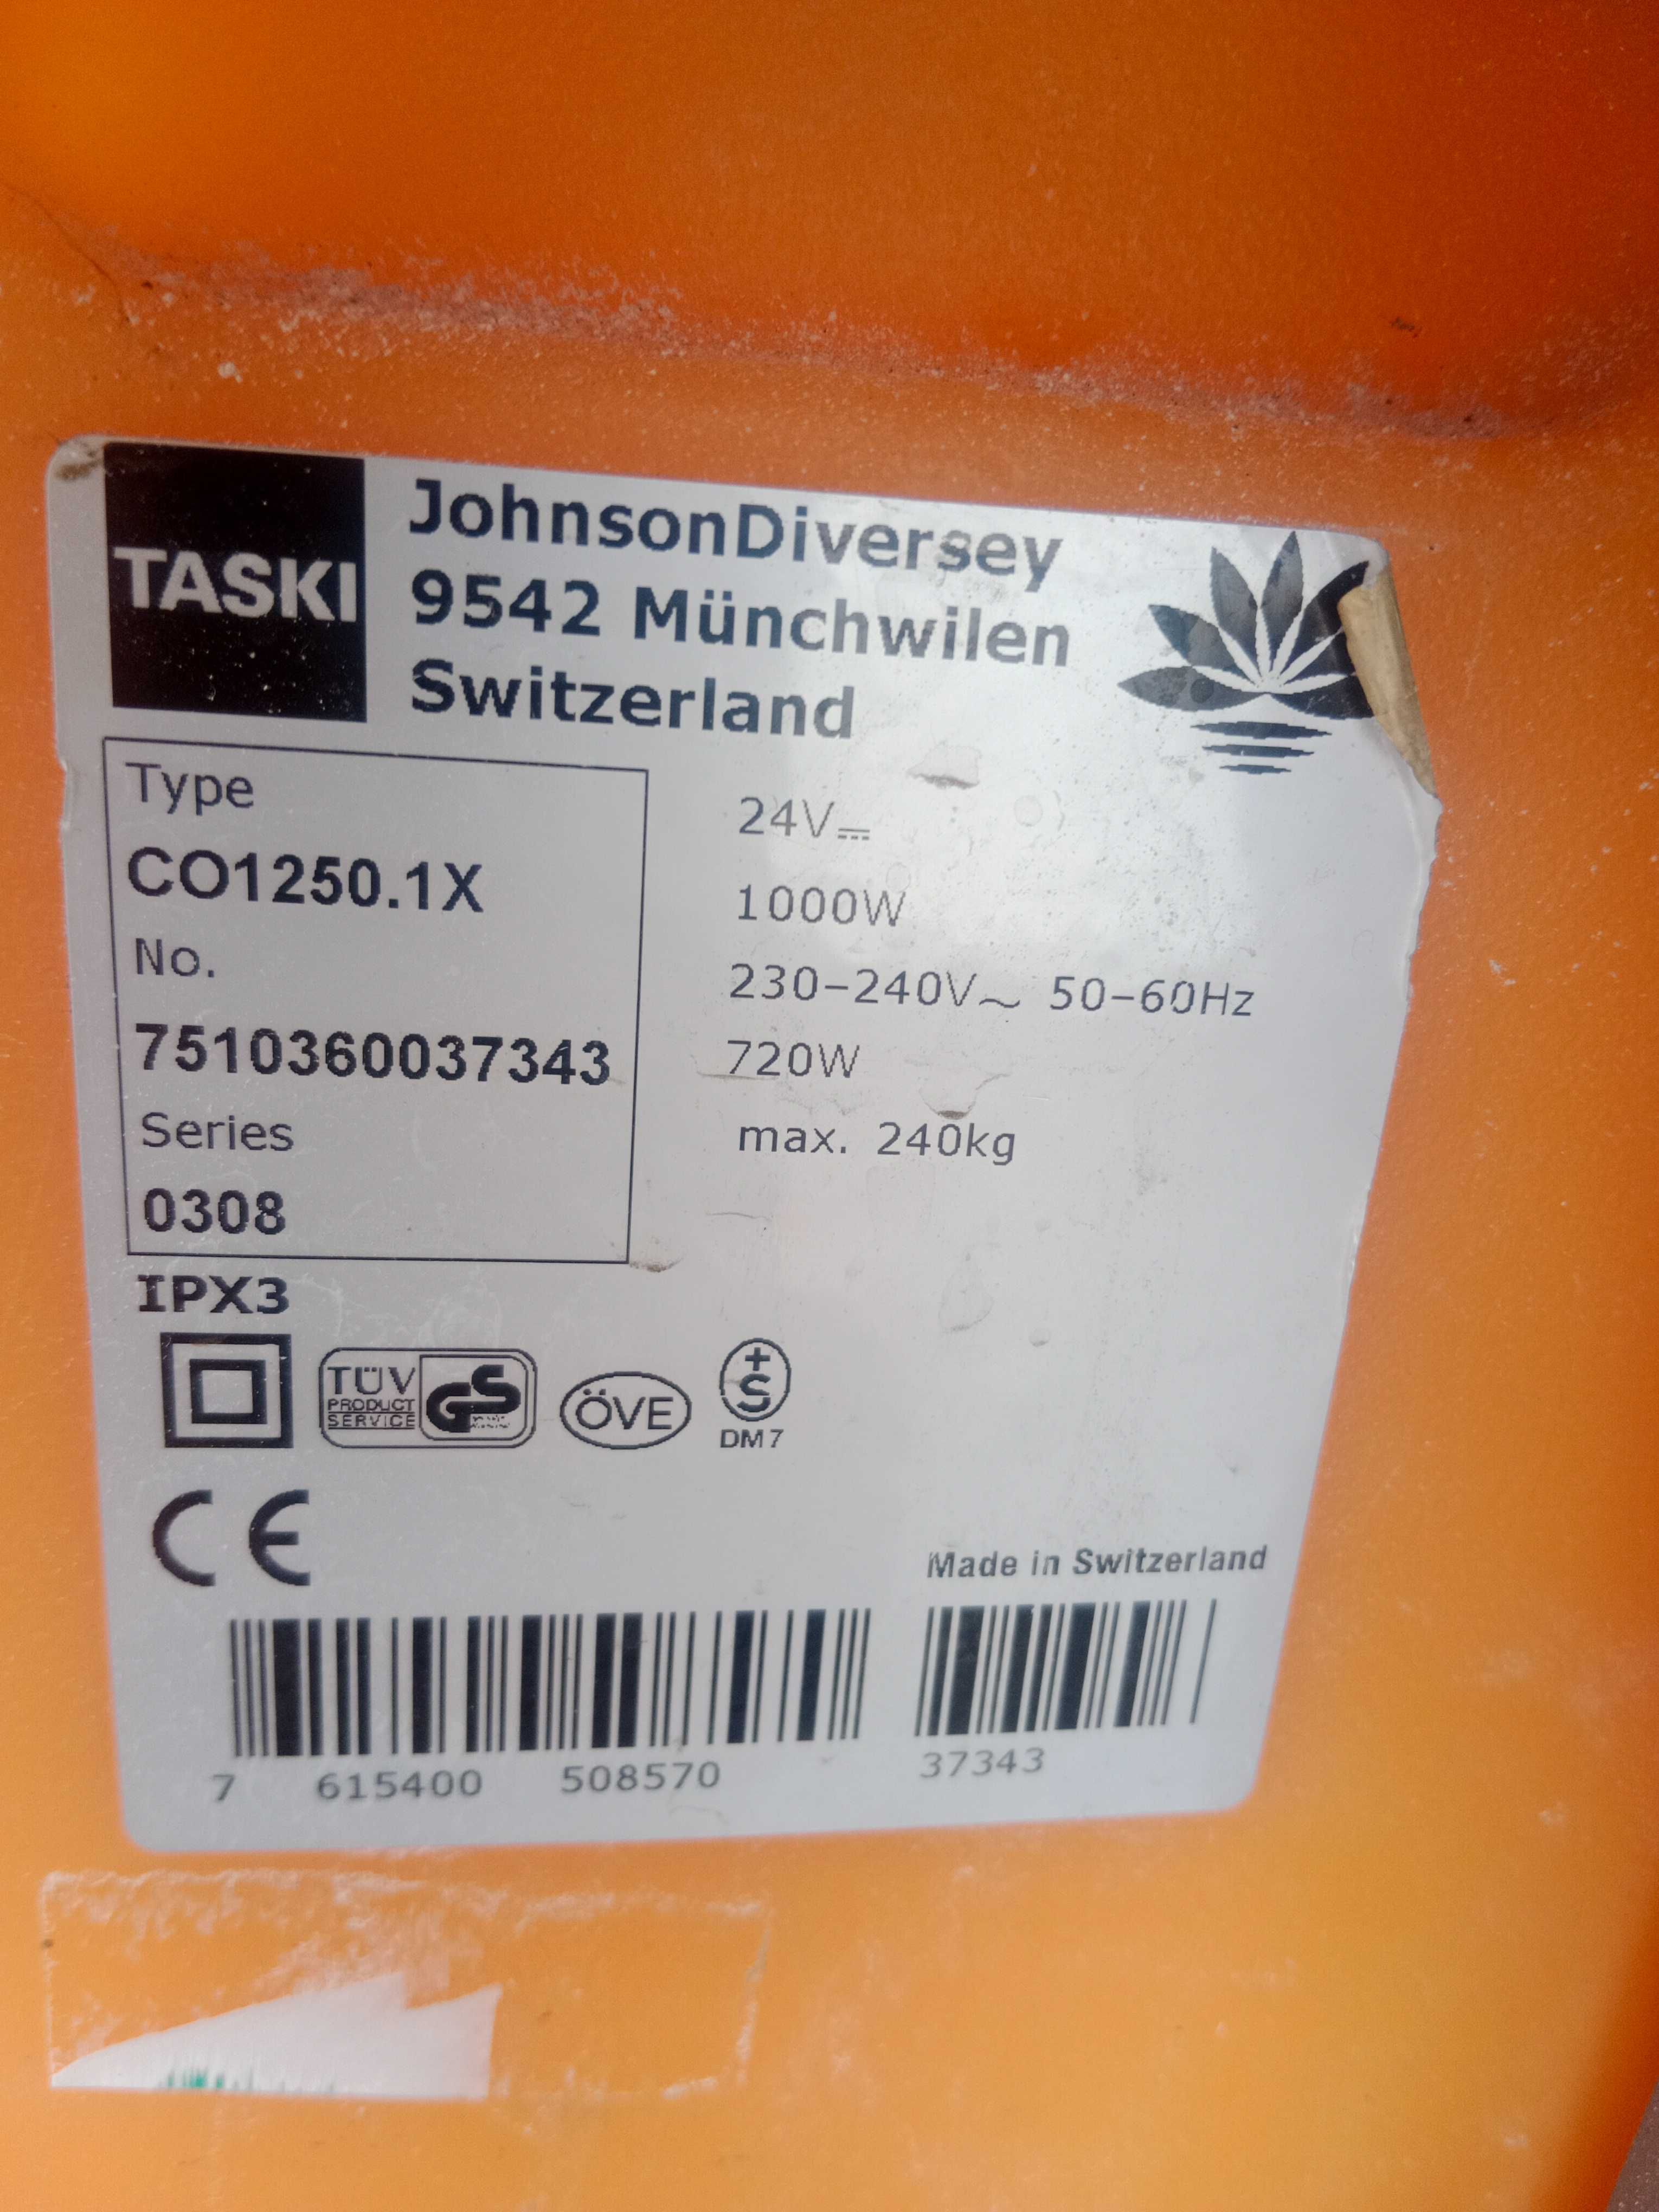 TASKI
JohnsonDiversey
9542 Münchwilen
Switzerland
Type
CO1250.1X
No.
7510360037343
Series
0308
24V
1000W
230-240V~ 50-60Hz
720W
max. 240kg
IPX3
TÜV
PRODUCT
SERVICE
GS
ÖVE
+S
DM7
CE
Made in Switzerland
7 615400 508570
37343